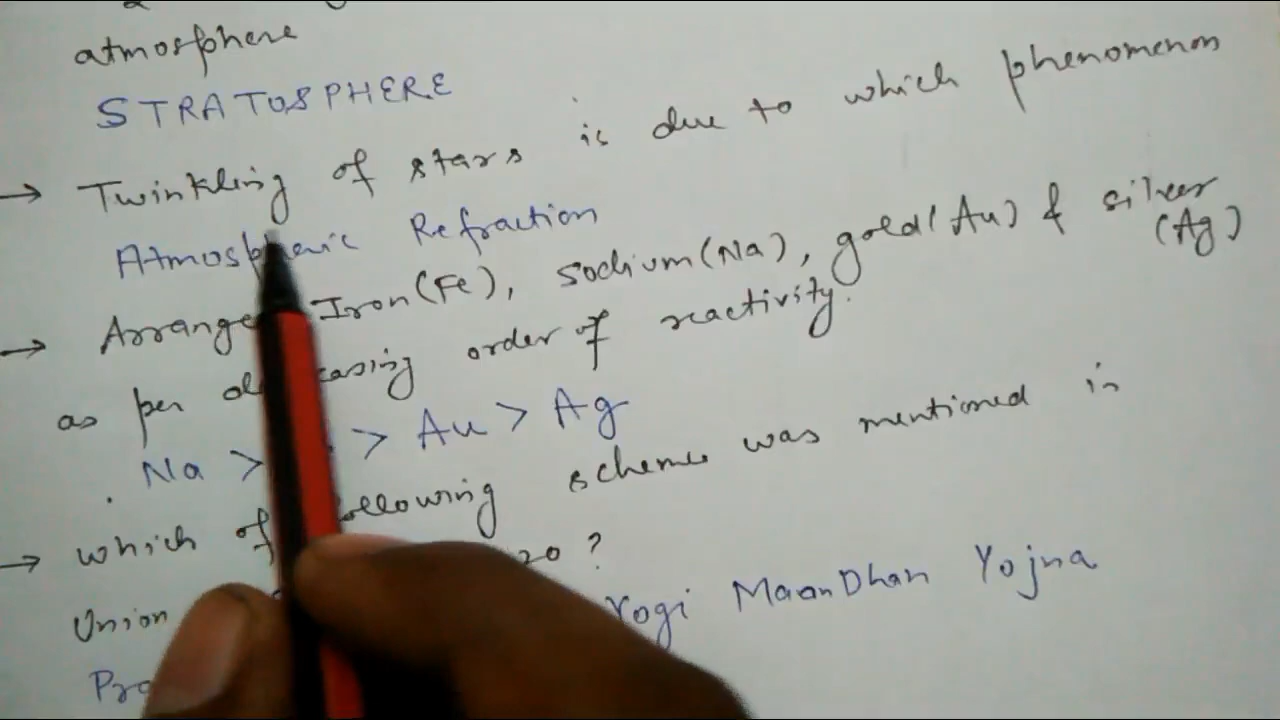 atmosphere
STRATOSPHERE
→ Twinkling of stars is due to which phenomenon
Atmospheric Refraction
→ Arrange Iron(Fe), sodium(Na), gold(Au) & silver (Ag)
as per order of reactivity.
Na > > Au > Ag
→ which of following scheme was mentioned in
Union 20 ?
Yogi MaanDhan Yojna